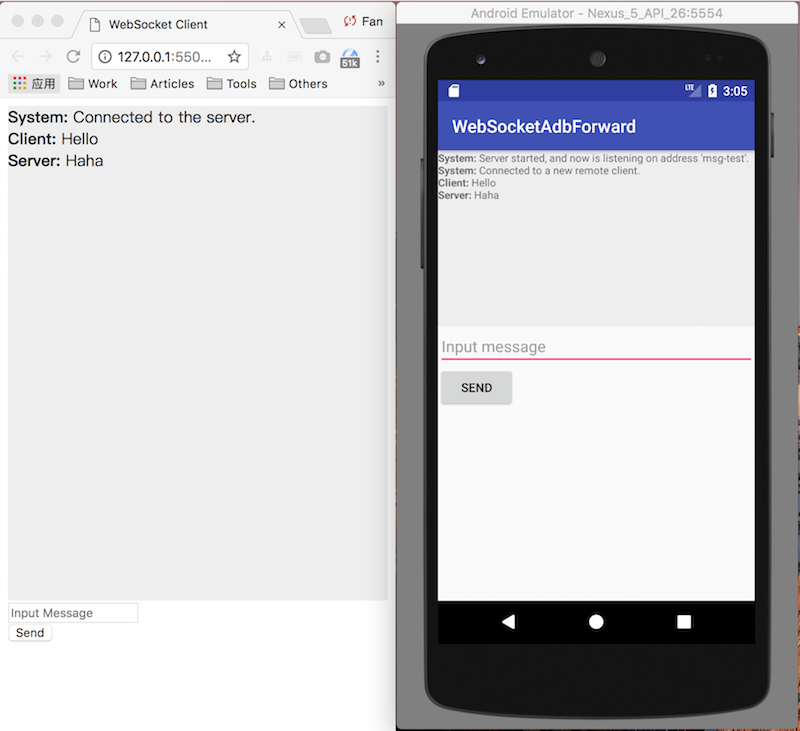 WebSocket Client
Fan
127.0.0.1:550...
51k
应用
Work
Articles
Tools
Others
»
System: Connected to the server.
Client: Hello
Server: Haha
Input Message
Send
Android Emulator - Nexus_5_API_26:5554
LTE
3:05
WebSocketAdbForward
System: Server started, and now is listening on address 'msg-test'.
System: Connected to a new remote client.
Client: Hello
Server: Haha
Input message
SEND